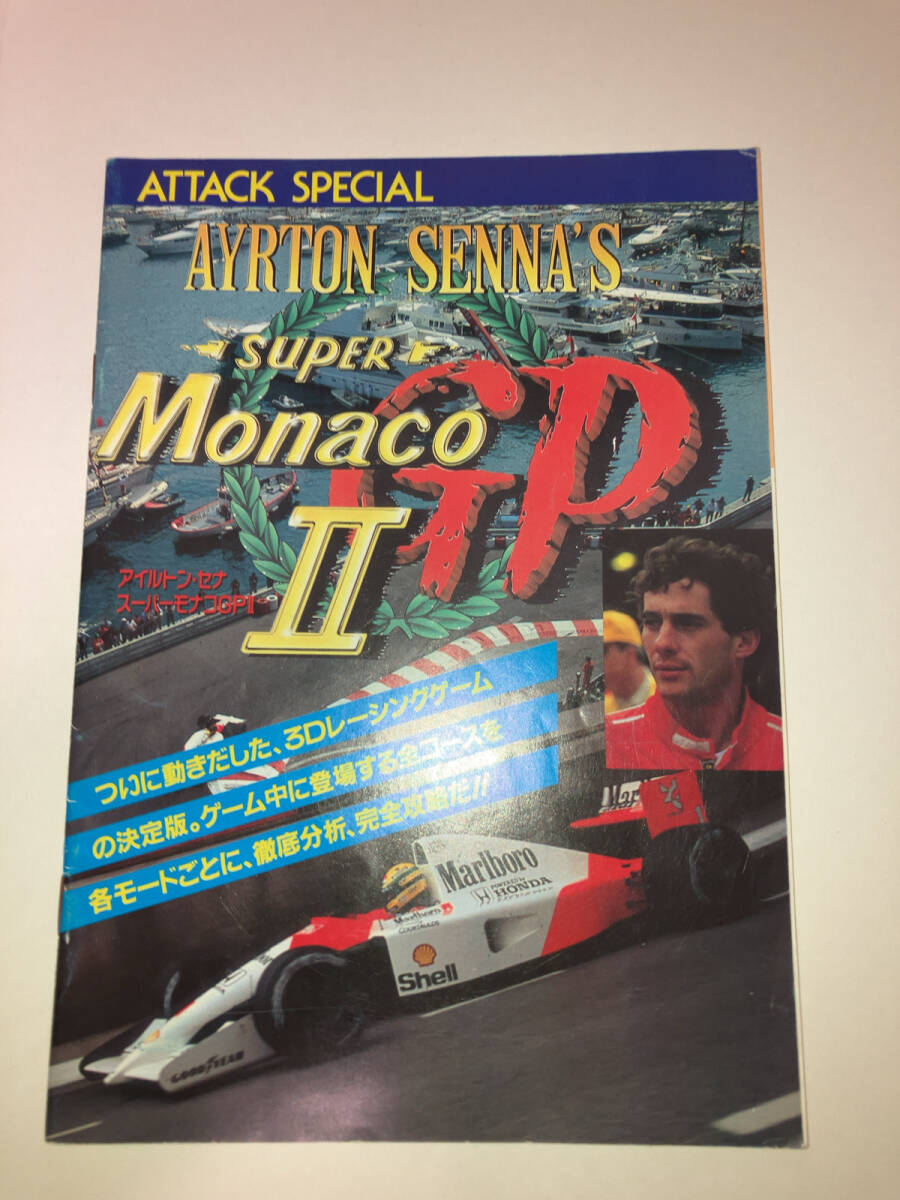 ATTACK SPECIAL
AYRTON SENNA'S
SUPER
Monaco
GP
II
アイルトン・セナ
スーパーモナコGPⅡ
ついに動きだした、3Dレーシングゲーム
の決定版。ゲーム中に登場する全コースを
各モードごとに、徹底分析、完全攻略だ!!
Marlboro
POWERED by
HONDA
Marlboro
COURTAULDS
Shell
GOODYEAR